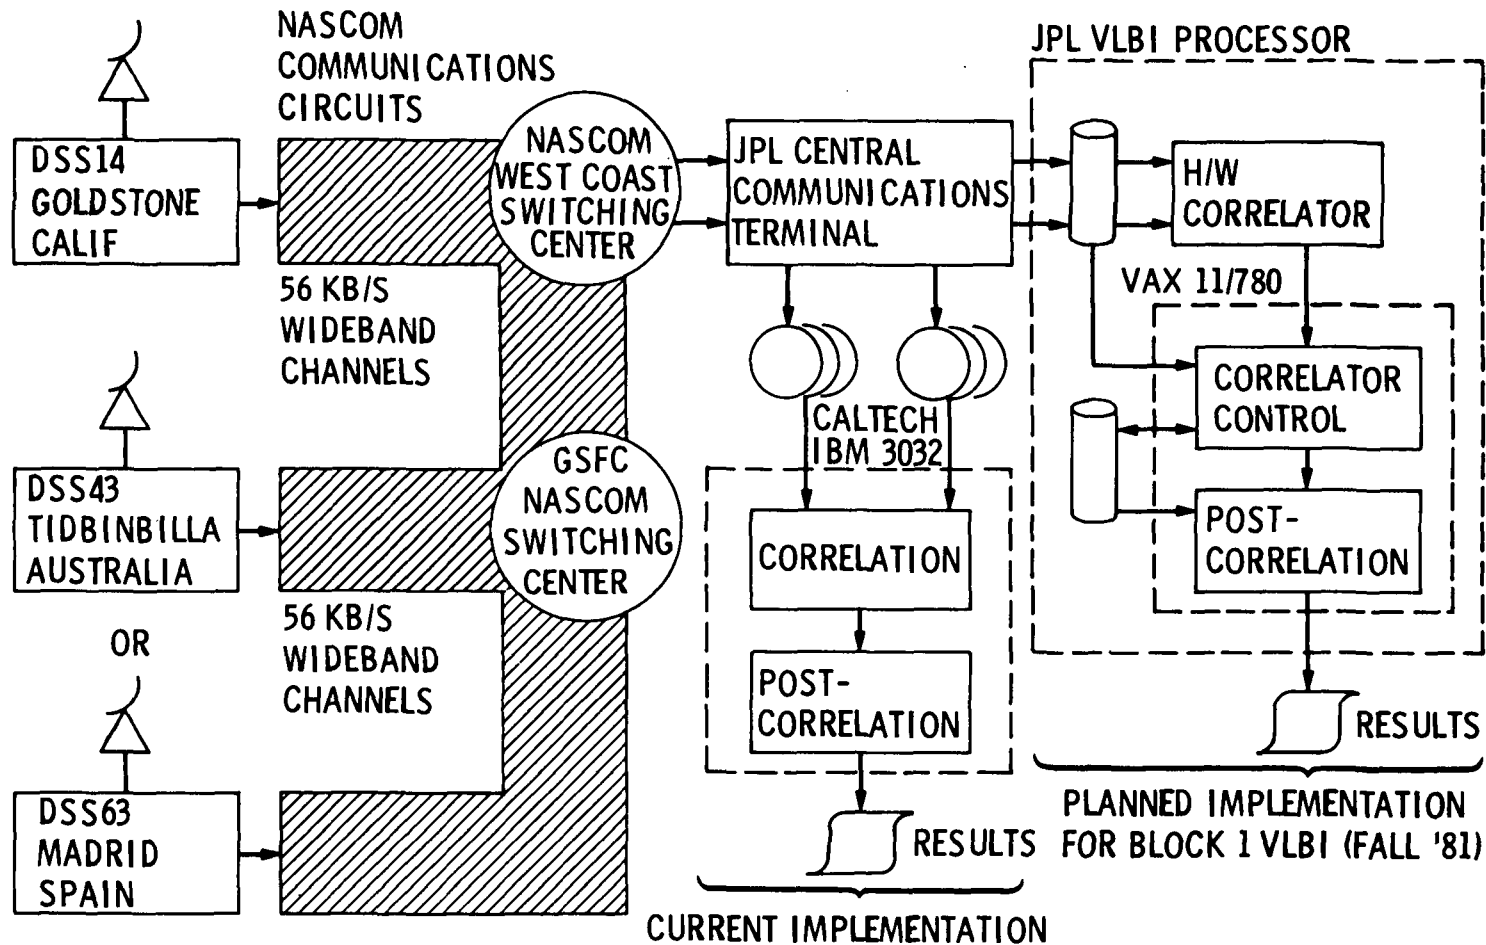 NASCOM
COMMUNICATIONS
CIRCUITS
DSS14
GOLDSTONE
CALIF
56 KB/S
WIDEBAND
CHANNELS
NASCOM
WEST COAST
SWITCHING
CENTER
DSS43
TIDBINBILLA
AUSTRALIA
OR
56 KB/S
WIDEBAND
CHANNELS
GSFC
NASCOM
SWITCHING
CENTER
DSS63
MADRID
SPAIN
JPL CENTRAL
COMMUNICATIONS
TERMINAL
CALTECH
IBM 3032
CORRELATION
POST-
CORRELATION
RESULTS
CURRENT IMPLEMENTATION
JPL VLBI PROCESSOR
H/W
CORRELATOR
VAX 11/780
CORRELATOR
CONTROL
POST-
CORRELATION
RESULTS
PLANNED IMPLEMENTATION
FOR BLOCK 1 VLBI (FALL '81)